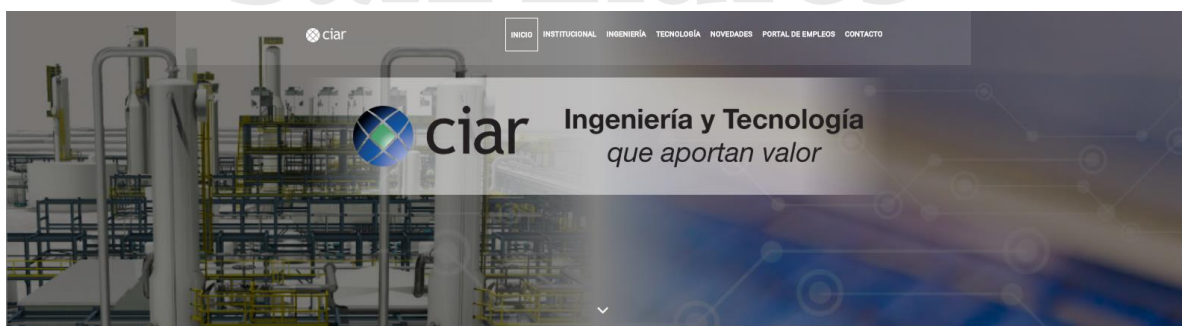 ciar
INICIO INSTITUCIONAL INGENIERÍA TECNOLOGÍA NOVEDADES PORTAL DE EMPLEOS CONTACTO
ciar
Ingeniería y Tecnología
que aportan valor